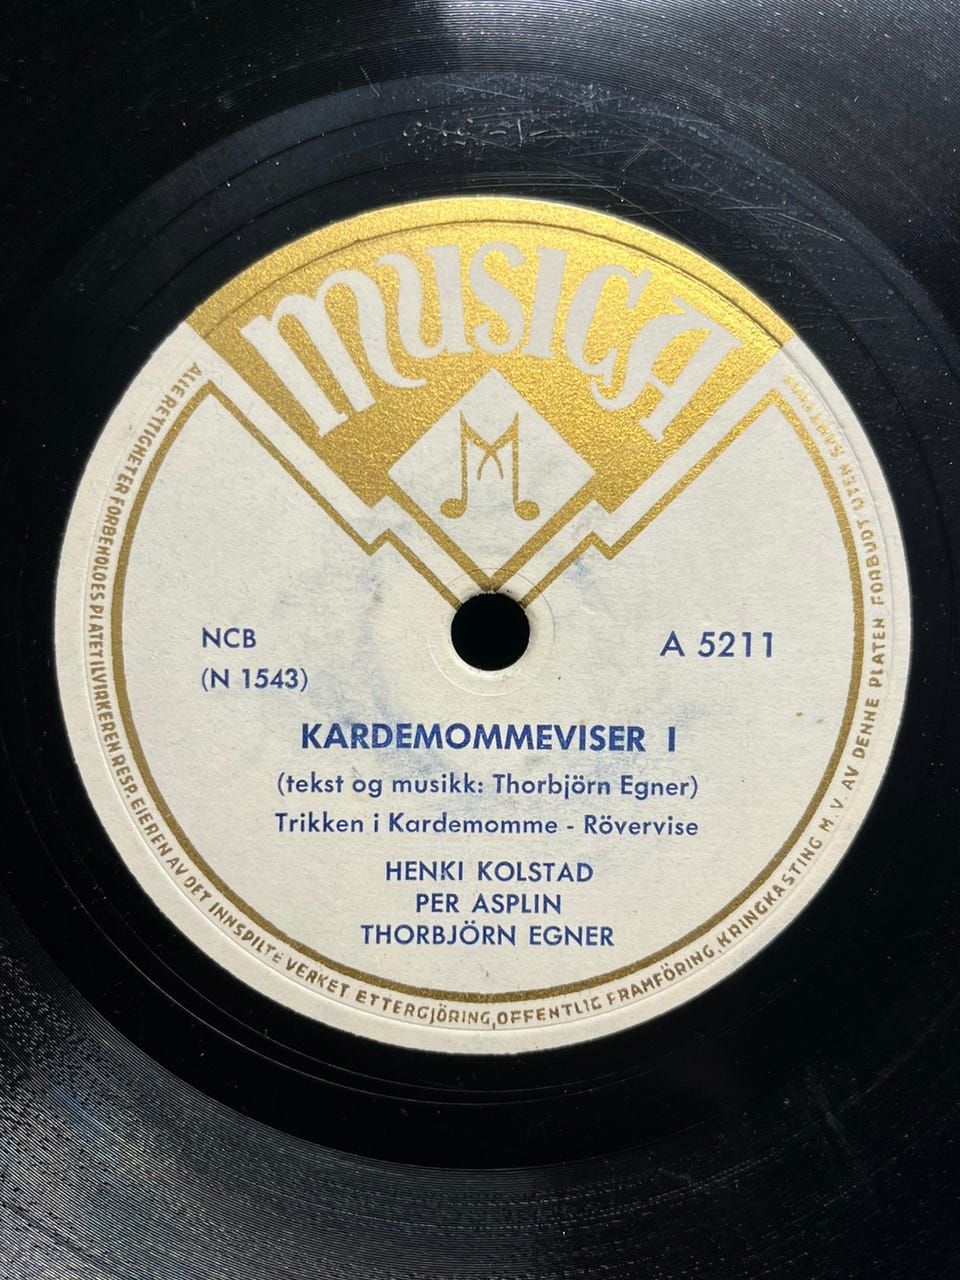 MUSICA
M
NCB
A 5211
(N 1543)
KARDEMOMMEVISER I
(tekst og musikk: Thorbjörn Egner)
Trikken i Kardemomme - Rövervise
HENKI KOLSTAD
PER ASPLIN
THORBJÖRN EGNER
ALLE RETTIGHETER FORBEHOLDES PLATETILVIRKEREN RESP. EIEREN AV DET INNSPILTE VERKET ETTERGJÖRING, OFFENTLIG FRAMFÖRING, KRINGKASTING M. V. AV DENNE PLATEN FORBUDT UTEN SAMTYKKE